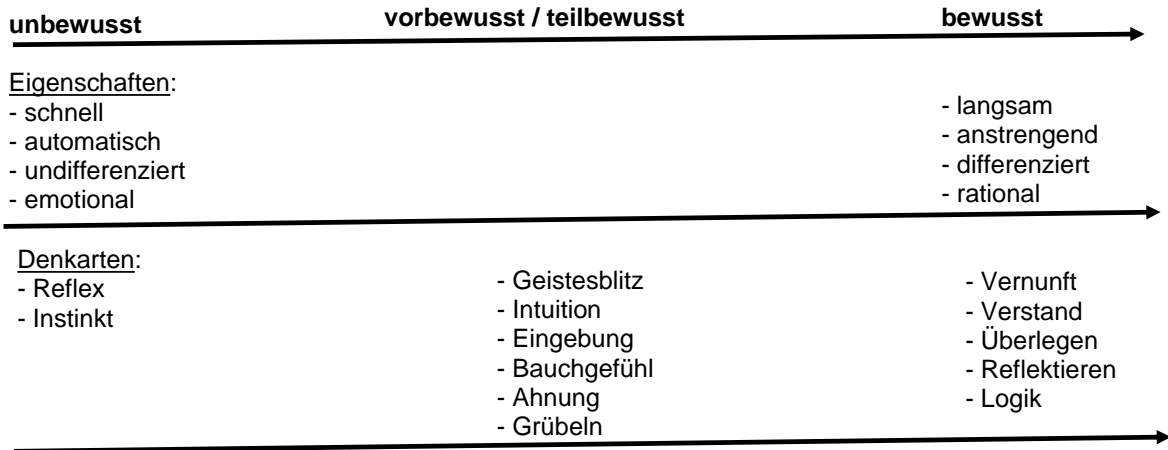 unbewusst vorbewusst / teilbewusst bewusst
Eigenschaften:
- schnell - langsam
- automatisch - anstrengend
- undifferenziert - differenziert
- emotional - rational
Denkarten:
- Reflex - Geistesblitz - Vernunft
- Instinkt - Intuition - Verstand
- Eingebung - Überlegen
- Bauchgefühl - Reflektieren
- Ahnung - Logik
- Grübeln